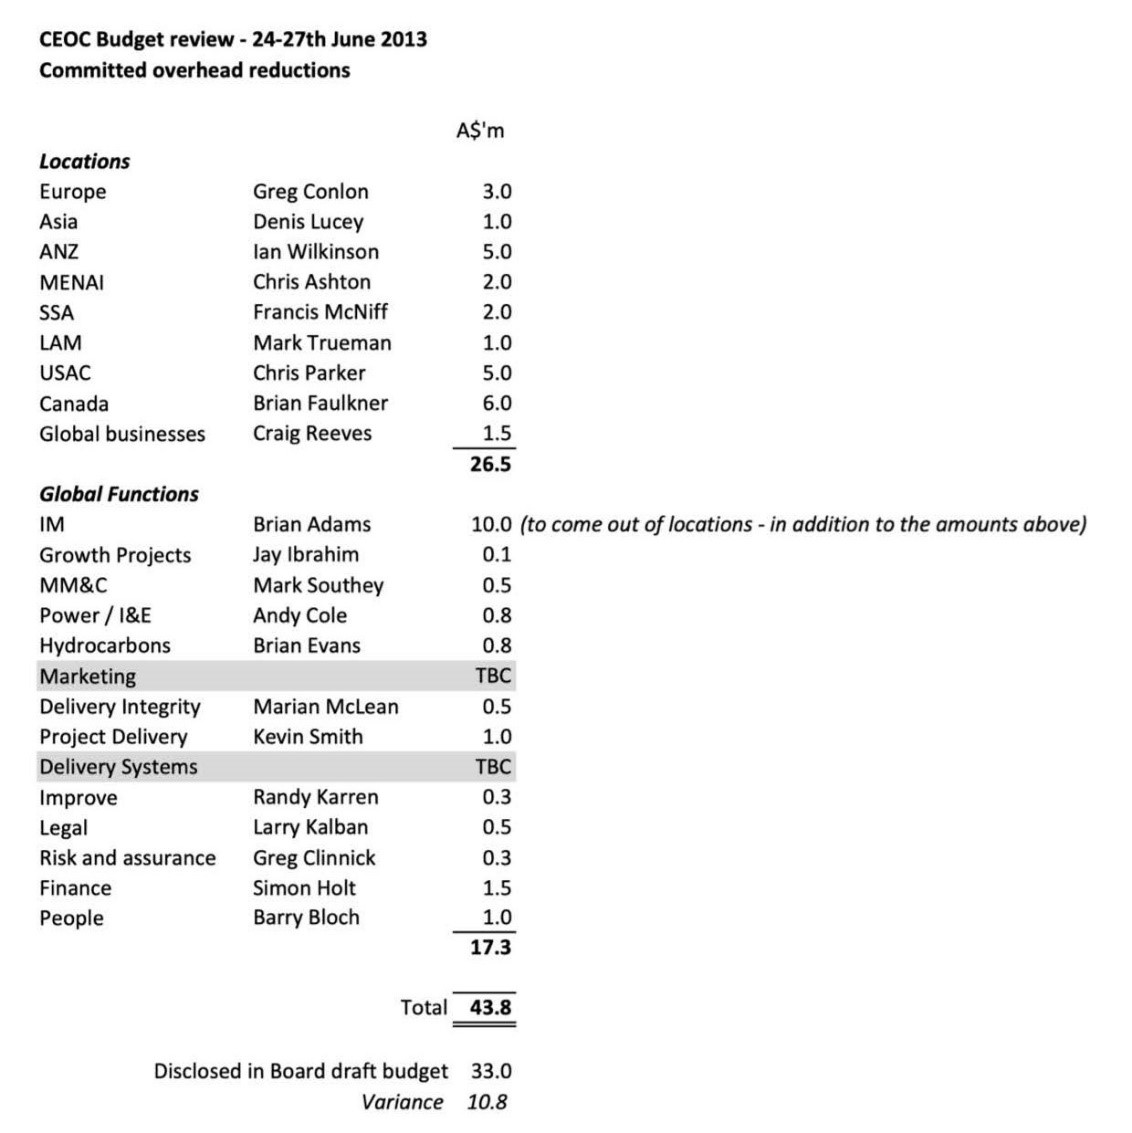 CEOC Budget review - 24-27th June 2013
Committed overhead reductions
A$'m
Locations
Europe Greg Conlon 3.0
Asia Denis Lucey 1.0
ANZ Ian Wilkinson 5.0
MENAI Chris Ashton 2.0
SSA Francis McNiff 2.0
LAM Mark Trueman 1.0
USAC Chris Parker 5.0
Canada Brian Faulkner 6.0
Global businesses Craig Reeves 1.5
26.5
Global Functions
IM Brian Adams 10.0 (to come out of locations - in addition to the amounts above)
Growth Projects Jay Ibrahim 0.1
MM&C Mark Southey 0.5
Power / I&E Andy Cole 0.8
Hydrocarbons Brian Evans 0.8
Marketing TBC
Delivery Integrity Marian McLean 0.5
Project Delivery Kevin Smith 1.0
Delivery Systems TBC
Improve Randy Karren 0.3
Legal Larry Kalban 0.5
Risk and assurance Greg Clinnick 0.3
Finance Simon Holt 1.5
People Barry Bloch 1.0
17.3
Total 43.8
Disclosed in Board draft budget 33.0
Variance 10.8